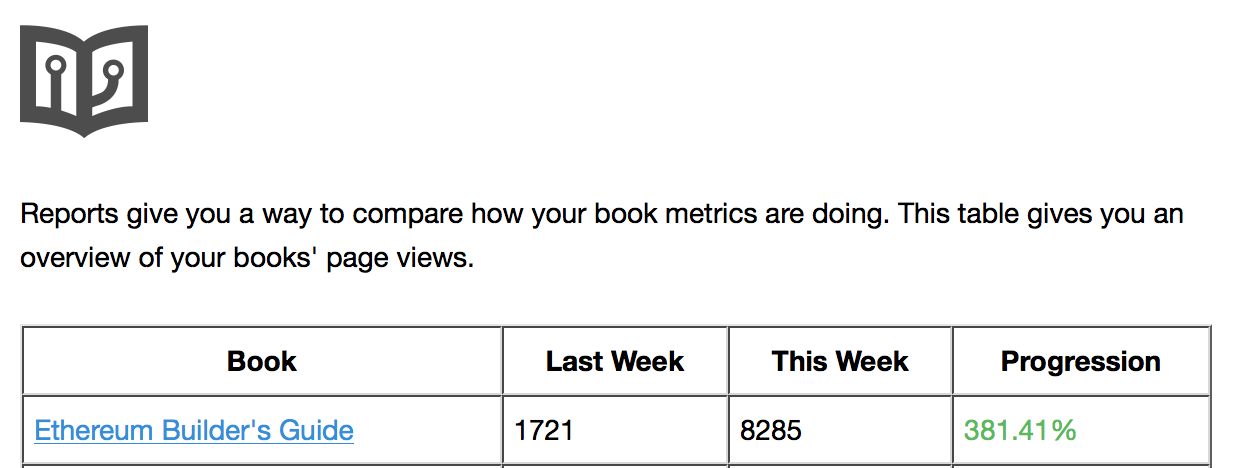 Reports give you a way to compare how your book metrics are doing. This table gives you an
overview of your books' page views.
Book Last Week This Week Progression
Ethereum Builder's Guide 1721 8285 381.41%